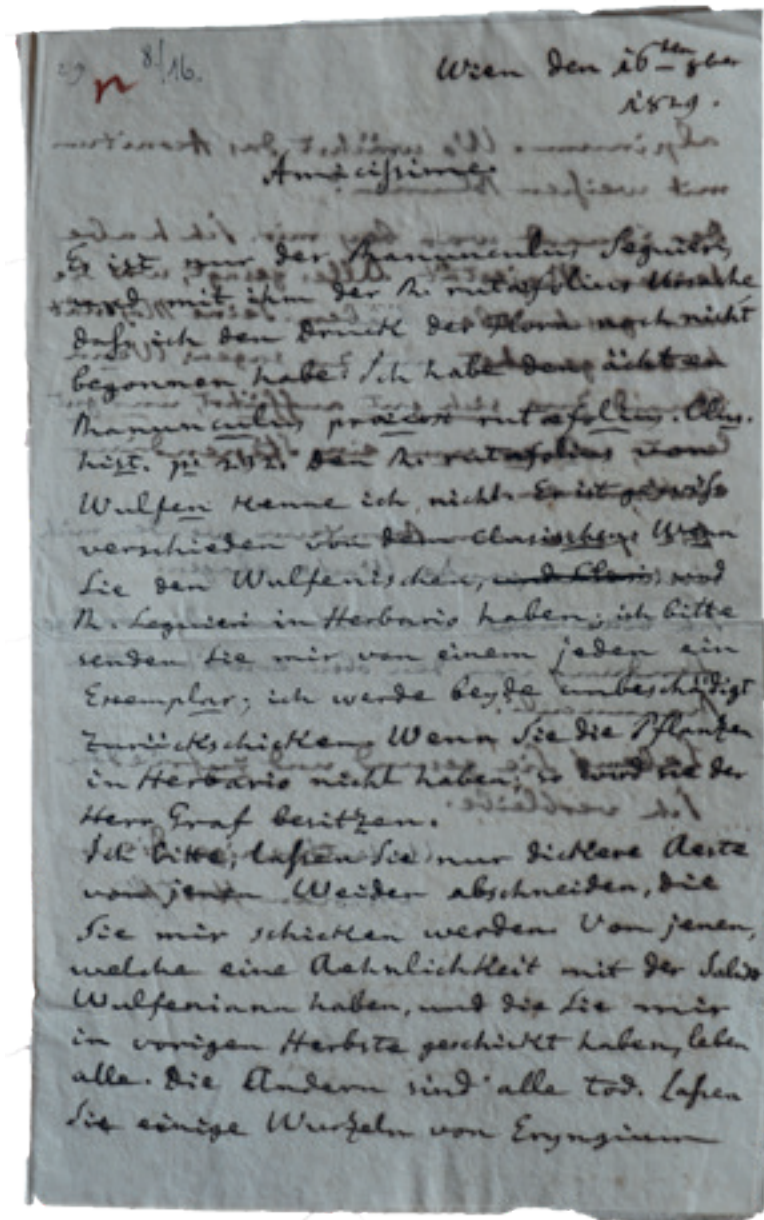 29 n 8/16.
Wien den 16ten 8ber
1829.
Amicissime
Es ist nur der Ranunculus Seguieri,
und mit ihm der R. rutæfolius Ursache
daſs ich den Druck der Flora noch nicht
begonnen habe. Ich habe den ächten
Ranunculus præcox rutæfolius. Clus.
hist. p. 232. Den R. rutæfolius von
Wulfen kenne ich nicht. Er ist gewiſs
verschieden von dem Clusischen. Wenn
Sie den Wulfenischen, und
R. Seguieri in Herbario haben; ich bitte
senden Sie mir von einem jeden ein
Exemplar; ich werde beyde unbeschädigt
zurückschicken. Wenn Sie die Pflanzen
in Herbario nicht haben, so wird sie der
Herr Graf besitzen.
Ich bitte, laſsen Sie nur dickere Aeste
von jenen Weiden abschneiden, die
Sie mir schicken werden. Von jenen,
welche eine Aehnlichkeit mit der Salix
Wulfeniana haben, und die Sie mir
in vorigen Herbste geschickt haben, leben
alle. Die Andern sind alle tod. Laſsen
Sie einige Wurzeln von Eryngium